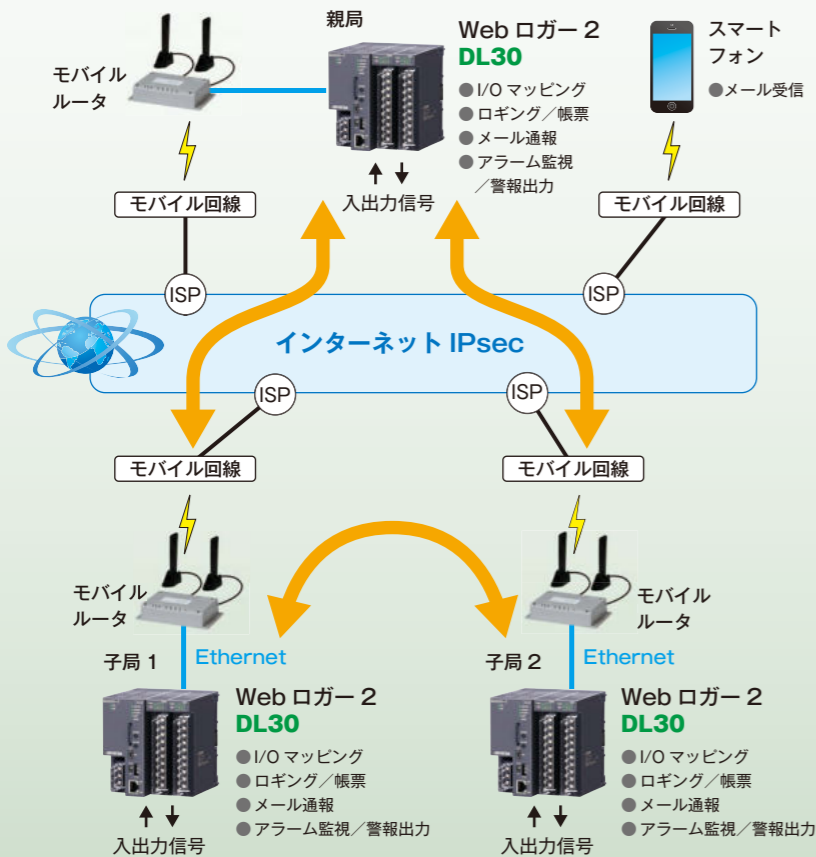 親局
モバイル
ルータ
Web ロガー 2
DL30
●I/O マッピング
●ロギング／帳票
●メール通報
●アラーム監視
／警報出力
スマート
フォン
●メール受信
入出力信号
モバイル回線
モバイル回線
ISP
ISP
インターネット IPsec
ISP
ISP
モバイル回線
モバイル回線
モバイル
ルータ
モバイル
ルータ
子局 1
Ethernet
子局 2
Ethernet
Web ロガー 2
DL30
●I/O マッピング
●ロギング／帳票
●メール通報
●アラーム監視／警報出力
入出力信号
Web ロガー 2
DL30
●I/O マッピング
●ロギング／帳票
●メール通報
●アラーム監視／警報出力
入出力信号